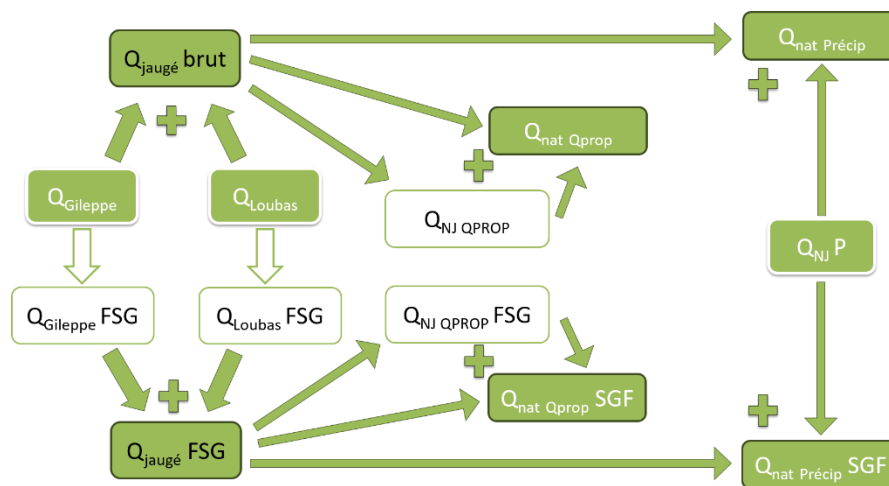 Q jaugé brut
Q nat Précip
Q nat Qprop
Q Gileppe
Q Loubas
Q NJ QPROP
Q NJ P
Q Gileppe FSG
Q Loubas FSG
Q NJ QPROP FSG
Q nat Qprop SGF
Q jaugé FSG
Q nat Précip SGF